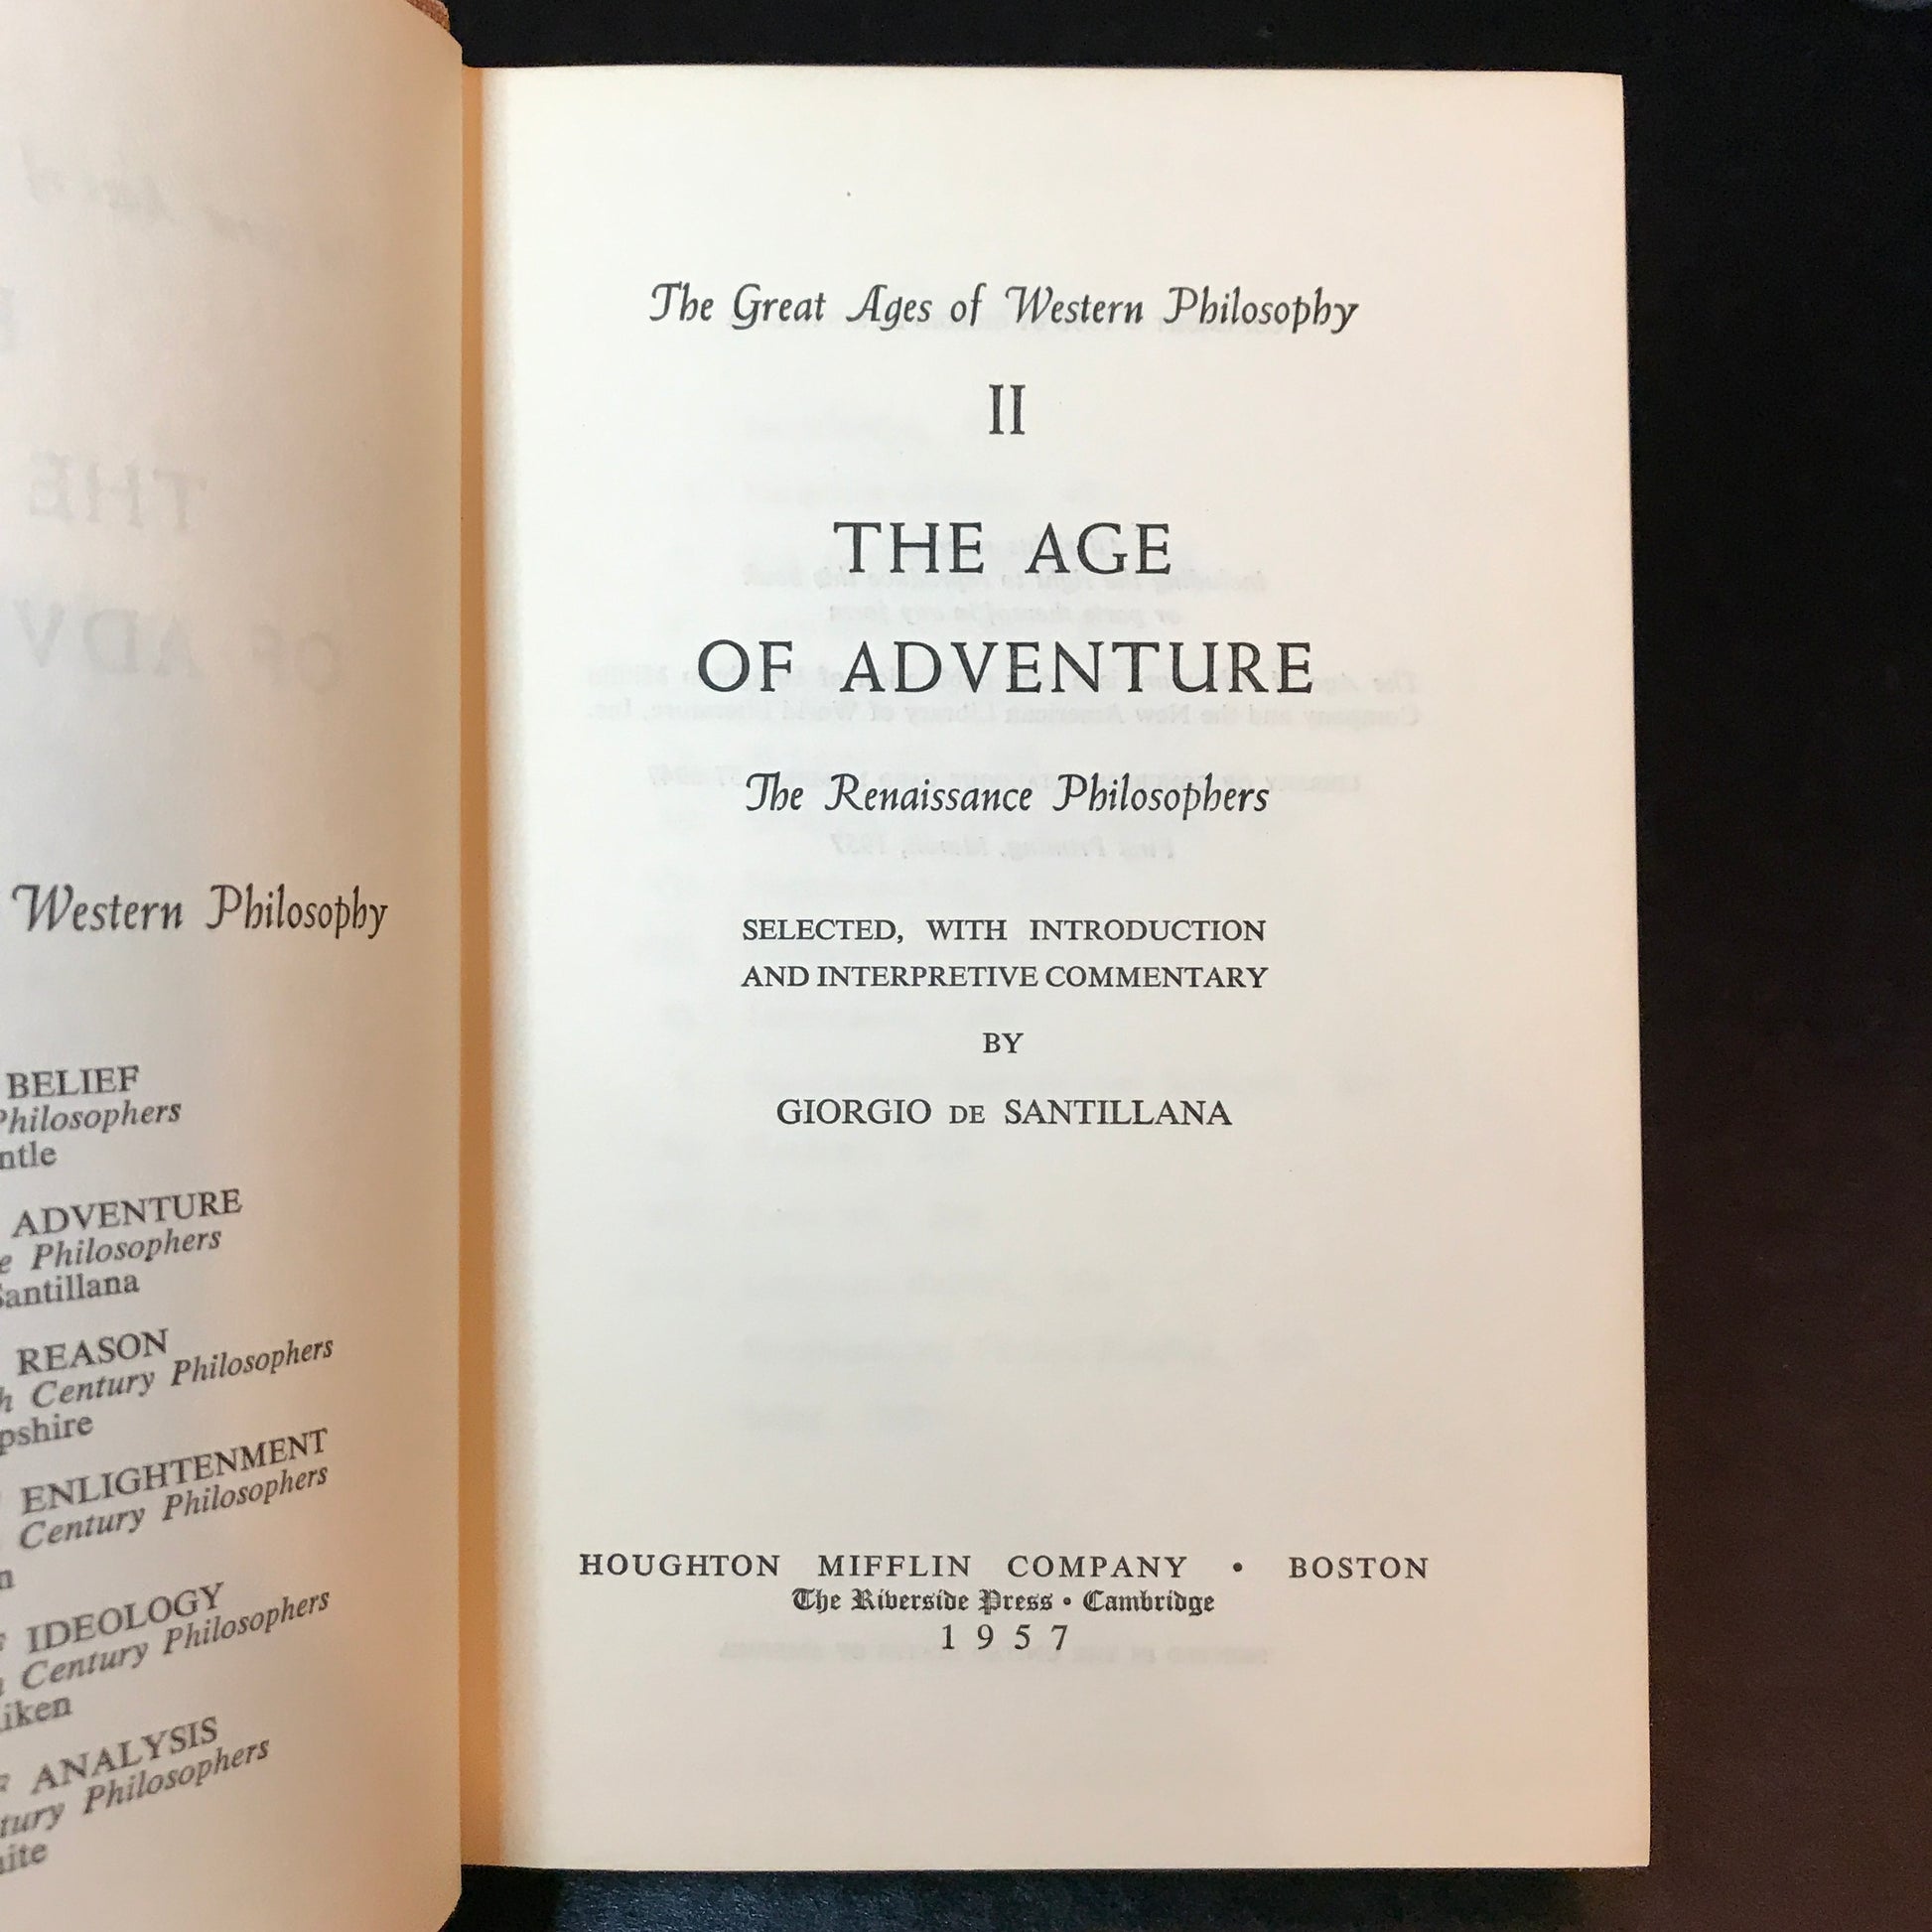 Western Philosophy
BELIEF
Philosophers
ADVENTURE
Philosophers
Santillana
REASON
Century Philosophers
ENLIGHTENMENT
Century Philosophers
IDEOLOGY
Century Philosophers
ANALYSIS
Philosophers
The Great Ages of Western Philosophy
II
THE AGE
OF ADVENTURE
The Renaissance Philosophers
SELECTED, WITH INTRODUCTION
AND INTERPRETIVE COMMENTARY
BY
GIORGIO DE SANTILLANA
HOUGHTON MIFFLIN COMPANY • BOSTON
The Riverside Press • Cambridge
1957